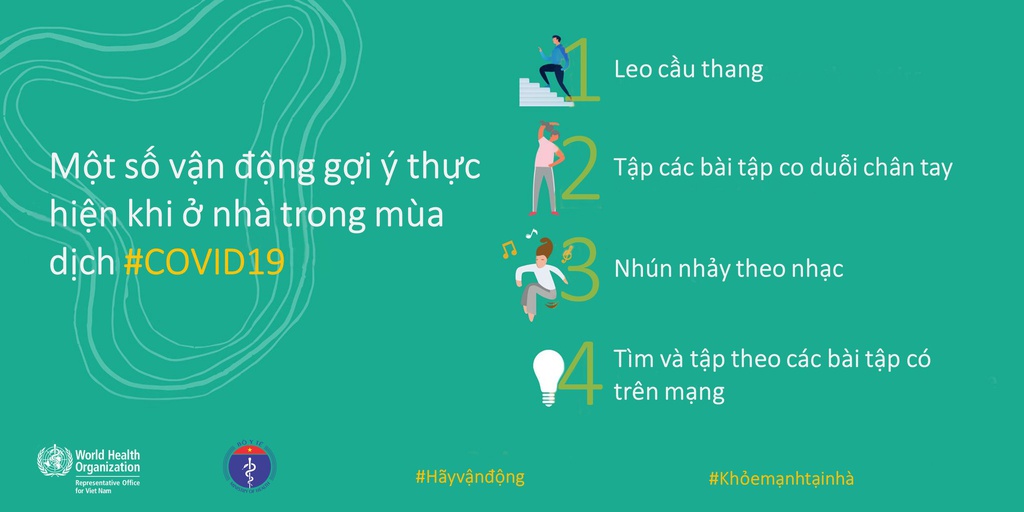 Một số vận động gợi ý thực
hiện khi ở nhà trong mùa
dịch #COVID19
1
Leo cầu thang
2
Tập các bài tập co duỗi chân tay
3
Nhún nhảy theo nhạc
4
Tìm và tập theo các bài tập có
trên mạng
World Health
Organization
Representative Office
for Viet Nam
BỘ Y TẾ
MINISTRY OF HEALTH
#Hãyvậnđộng
#Khỏemạnhtạinhà